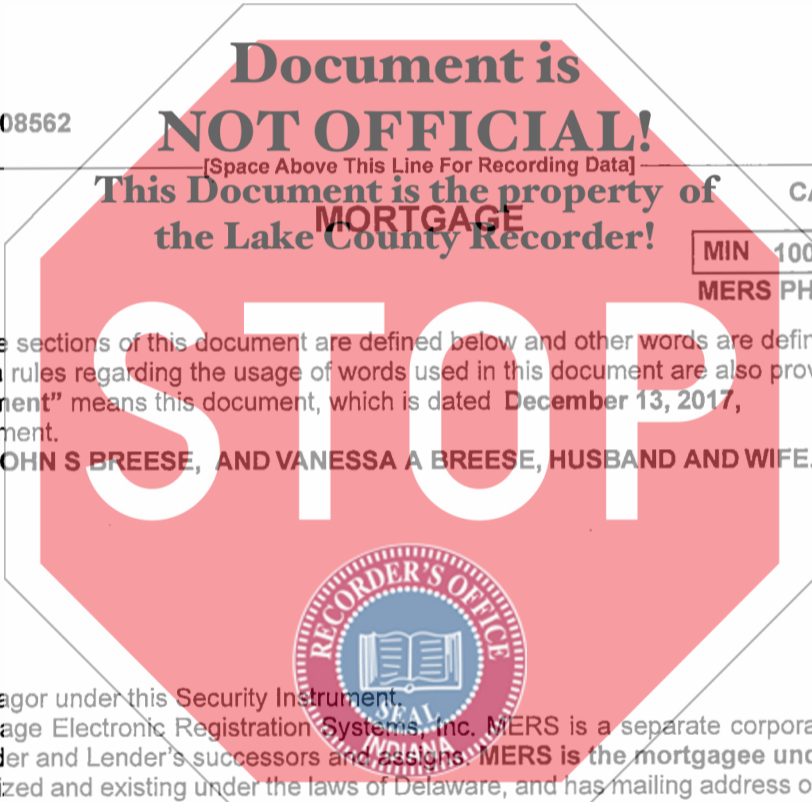 Document is
08562
NOT OFFICIAL!
[Space Above This Line For Recording Data]
This Document is the property of
CA
MORTGAGE
the Lake County Recorder!
MIN 100
MERS PH
STOP
e sections of this document are defined below and other words are defin
rules regarding the usage of words used in this document are also prov
ment” means this document, which is dated December 13, 2017,
ment.
OHN S BREESE, AND VANESSA A BREESE, HUSBAND AND WIFE
RECORDER'S OFFICE
SEAL
INDIANA
agor under this Security Instrument.
age Electronic Registration Systems, Inc. MERS is a separate corpora
der and Lender's successors and assigns. MERS is the mortgagee und
ized and existing under the laws of Delaware, and has mailing address o